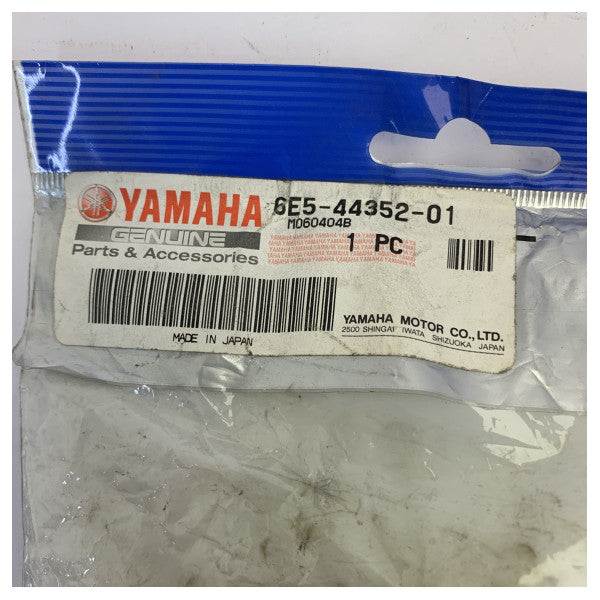 YAMAHA 6E5-44352-01
GENUINE M060404B
Parts & Accessories 1 PC
MADE IN JAPAN
YAMAHA MOTOR CO.,LTD.
2500 SHINGAI IWATA SHIZUOKA JAPAN